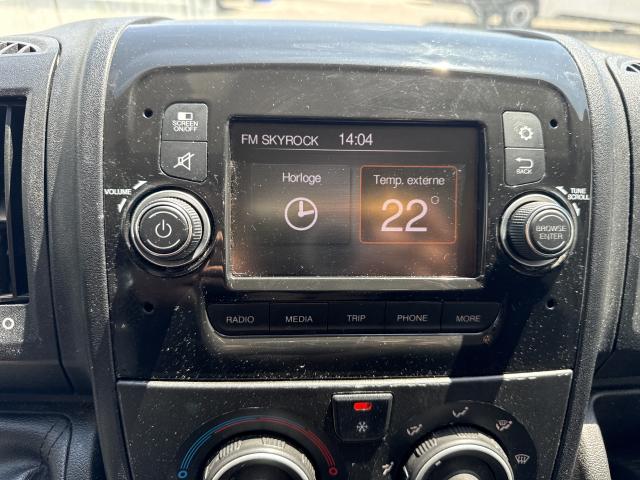 SCREEN
ON/OFF
FM SKYROCK 14:04
BACK
Horloge
Temp. externe
22°
VOLUME
TUNE
SCROLL
BROWSE
ENTER
RADIO
MEDIA
TRIP
PHONE
MORE